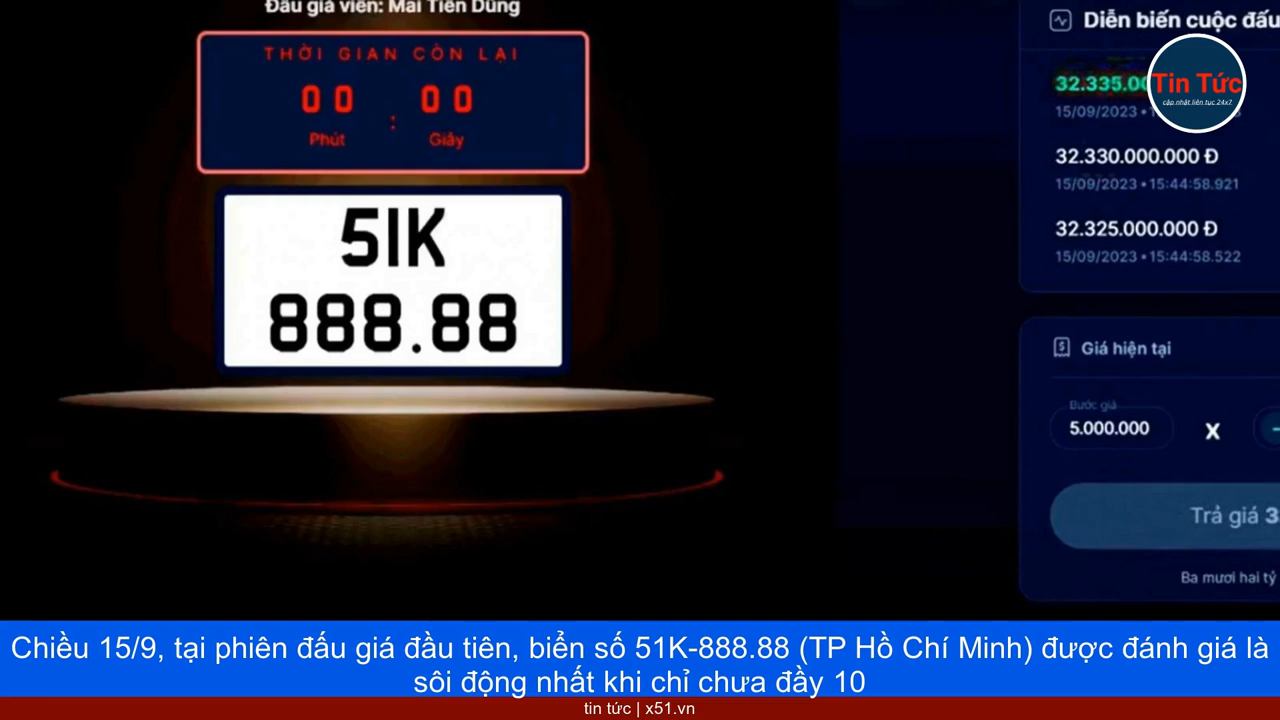 Đấu giá viên: Mai Tiến Dũng
THỜI GIAN CÒN LẠI
00 : 00
Phút Giây
51K
888.88
Diễn biến cuộc đấu
32.335.00
15/09/2023 • 1
Tin Tức
cập nhật liên tục 24x7
32.330.000.000 Đ
15/09/2023 • 15:44:58.921
32.325.000.000 Đ
15/09/2023 • 15:44:58.522
Giá hiện tại
Bước giá
5.000.000 X -
Trả giá 3
Ba mươi hai tỷ
Chiều 15/9, tại phiên đấu giá đầu tiên, biển số 51K-888.88 (TP Hồ Chí Minh) được đánh giá là
sôi động nhất khi chỉ chưa đầy 10
tin tức | x51.vn